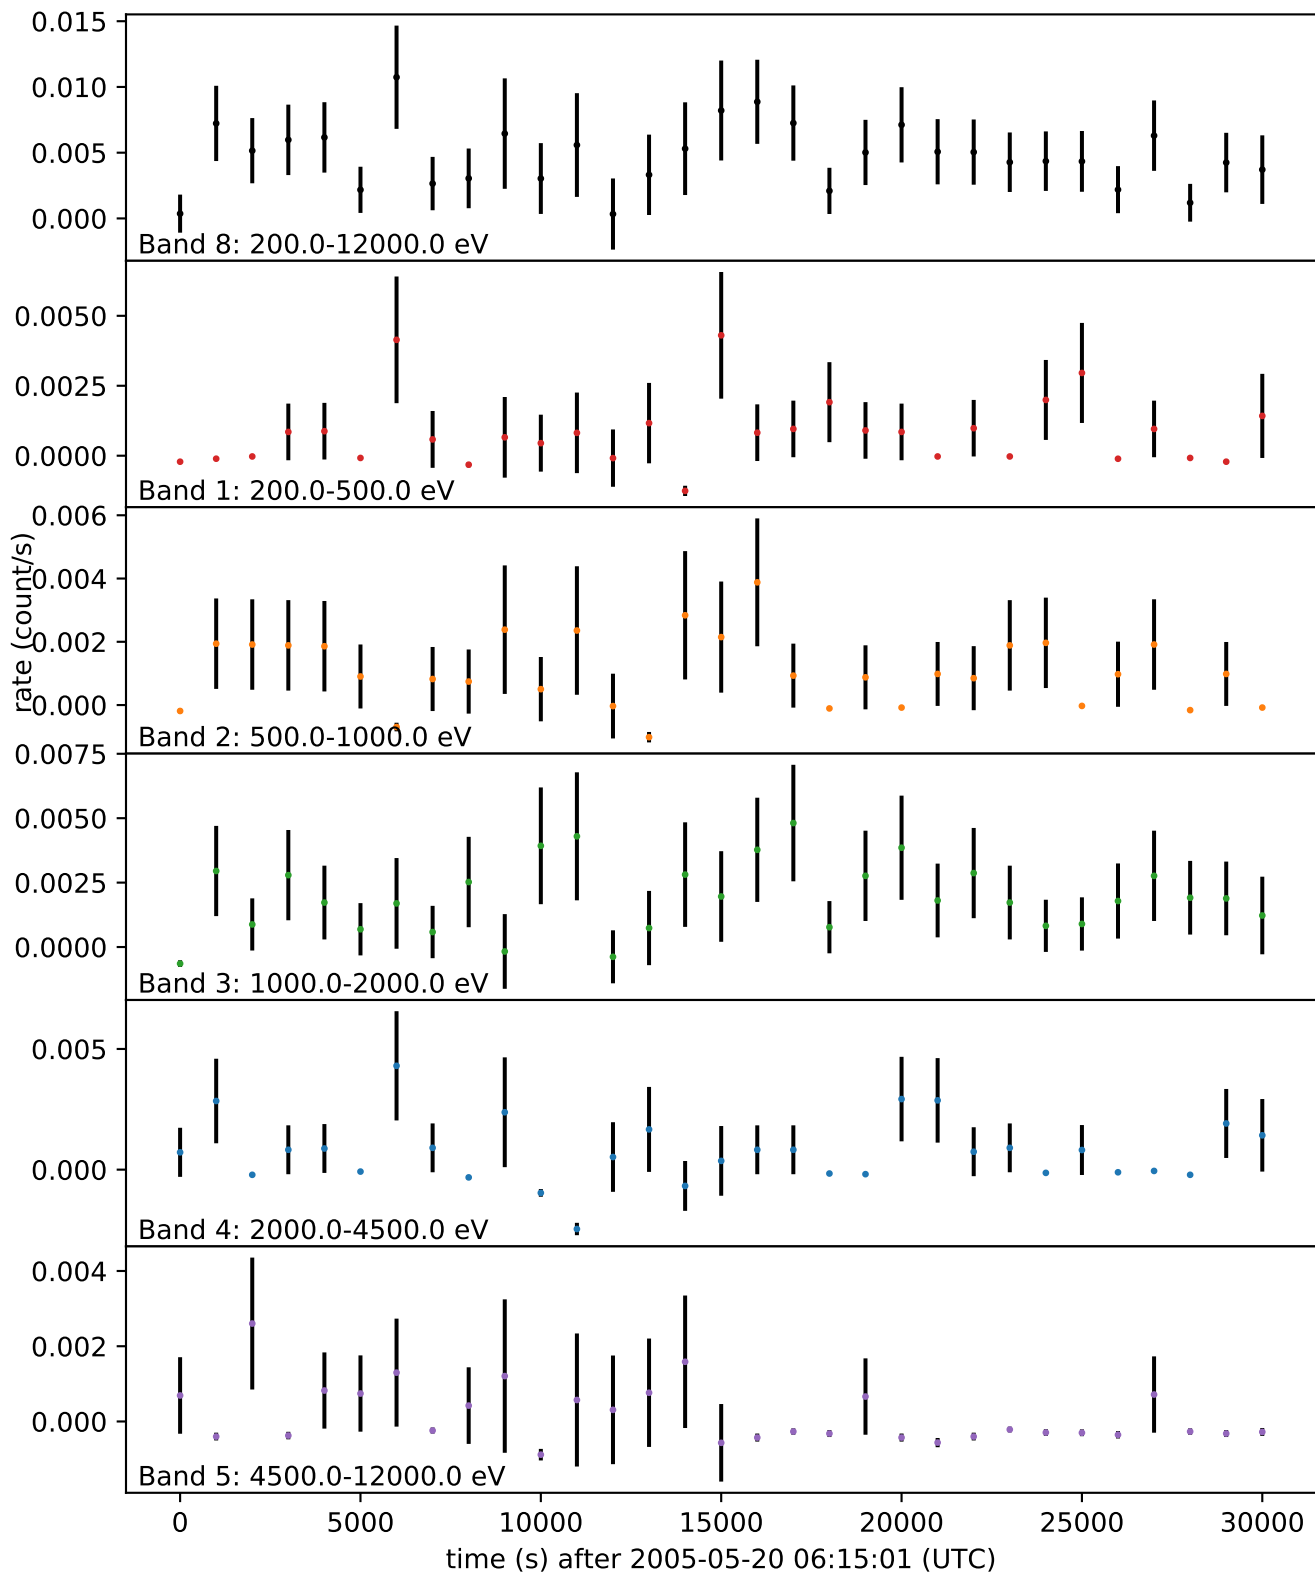 0.015
0.010
0.005
0.000
Band 8: 200.0-12000.0 eV
0.0050
0.0025
0.0000
Band 1: 200.0-500.0 eV
rate (count/s)
0.006
0.004
0.002
0.000
Band 2: 500.0-1000.0 eV
0.0075
0.0050
0.0025
0.0000
Band 3: 1000.0-2000.0 eV
0.005
0.000
Band 4: 2000.0-4500.0 eV
0.004
0.002
0.000
Band 5: 4500.0-12000.0 eV
0 5000 10000 15000 20000 25000 30000
time (s) after 2005-05-20 06:15:01 (UTC)